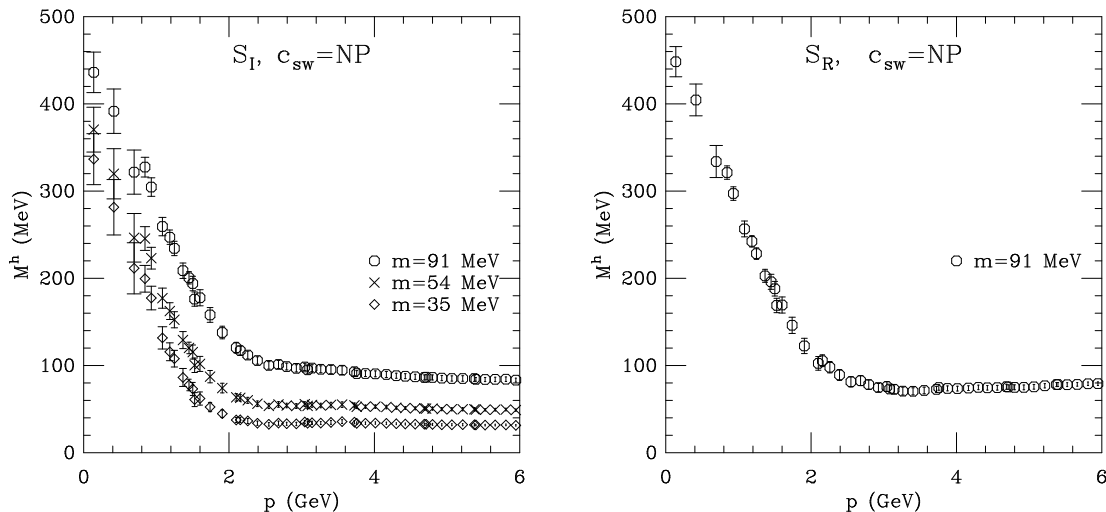 S_I, c_sw=NP
500
400
300
200
100
0
M^h (MeV)
m=91 MeV
m=54 MeV
m=35 MeV
0 2 4 6
p (GeV)
S_R, c_sw=NP
500
400
300
200
100
0
M^h (MeV)
m=91 MeV
0 2 4 6
p (GeV)